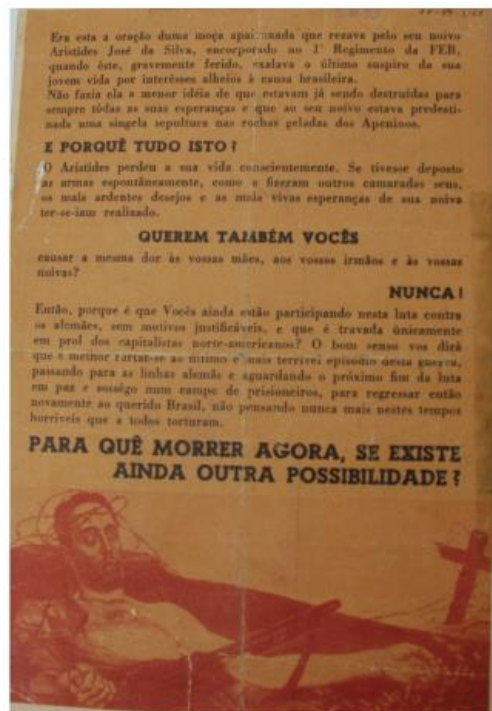 Era esta a oração duma moça apaixonada que rezava pelo seu noivo
Aristides José da Silva, encorporado no 1º Regimento da FEB,
quando êste, gravemente ferido, exalava o último suspiro da sua
jovem vida por interêsses alheios à causa brasileira.
Não fazia ela a menor idéia de que estavam já sendo destruídas para
sempre tôdas as suas esperanças e que ao seu noivo estava predesti-
nada uma singela sepultura nas rochas geladas dos Apeninos.
E PORQUÊ TUDO ISTO?
O Aristides perdeu a sua vida conscientemente. Se tivesse deposto
as armas espontâneamente, como o fizeram outros camaradas seus,
os mais ardentes desejos e as mais vivas esperanças de sua noiva
ter-se-iam realizado.
QUEREM TAMBÉM VOCÊS
causar a mesma dor às vossas mães, aos vossos irmãos e às vossas
noivas?
NUNCA!
Então, porque é que Vocês ainda estão participando nesta luta contra
os alemães, sem motivos justificáveis, e que é travada ùnicamente
em prol dos capitalistas norte-americanos? O bom senso vos dirá
que é melhor furtar-se ao último e mais terrível episódio desta guerra,
passando para as linhas alemãs e aguardando o próximo fim da luta
em paz e sossêgo num campo de prisioneiros, para regressar então
novamente ao querido Brasil, não pensando nunca mais nestes tempos
horríveis que a todos torturam.
PARA QUÊ MORRER AGORA, SE EXISTE
AINDA OUTRA POSSIBILIDADE?